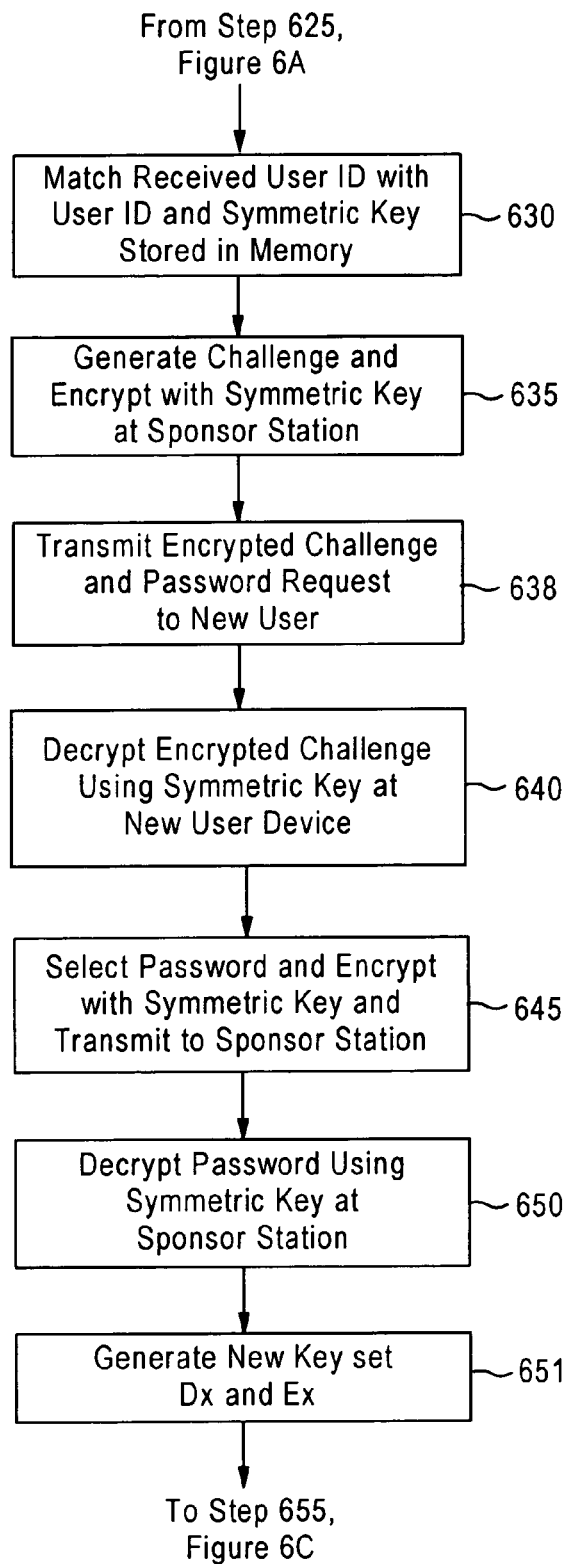 From Step 625,
Figure 6A
Match Received User ID with
User ID and Symmetric Key
Stored in Memory
630
Generate Challenge and
Encrypt with Symmetric Key
at Sponsor Station
635
Transmit Encrypted Challenge
and Password Request
to New User
638
Decrypt Encrypted Challenge
Using Symmetric Key at
New User Device
640
Select Password and Encrypt
with Symmetric Key and
Transmit to Sponsor Station
645
Decrypt Password Using
Symmetric Key at
Sponsor Station
650
Generate New Key set
Dx and Ex
651
To Step 655,
Figure 6C